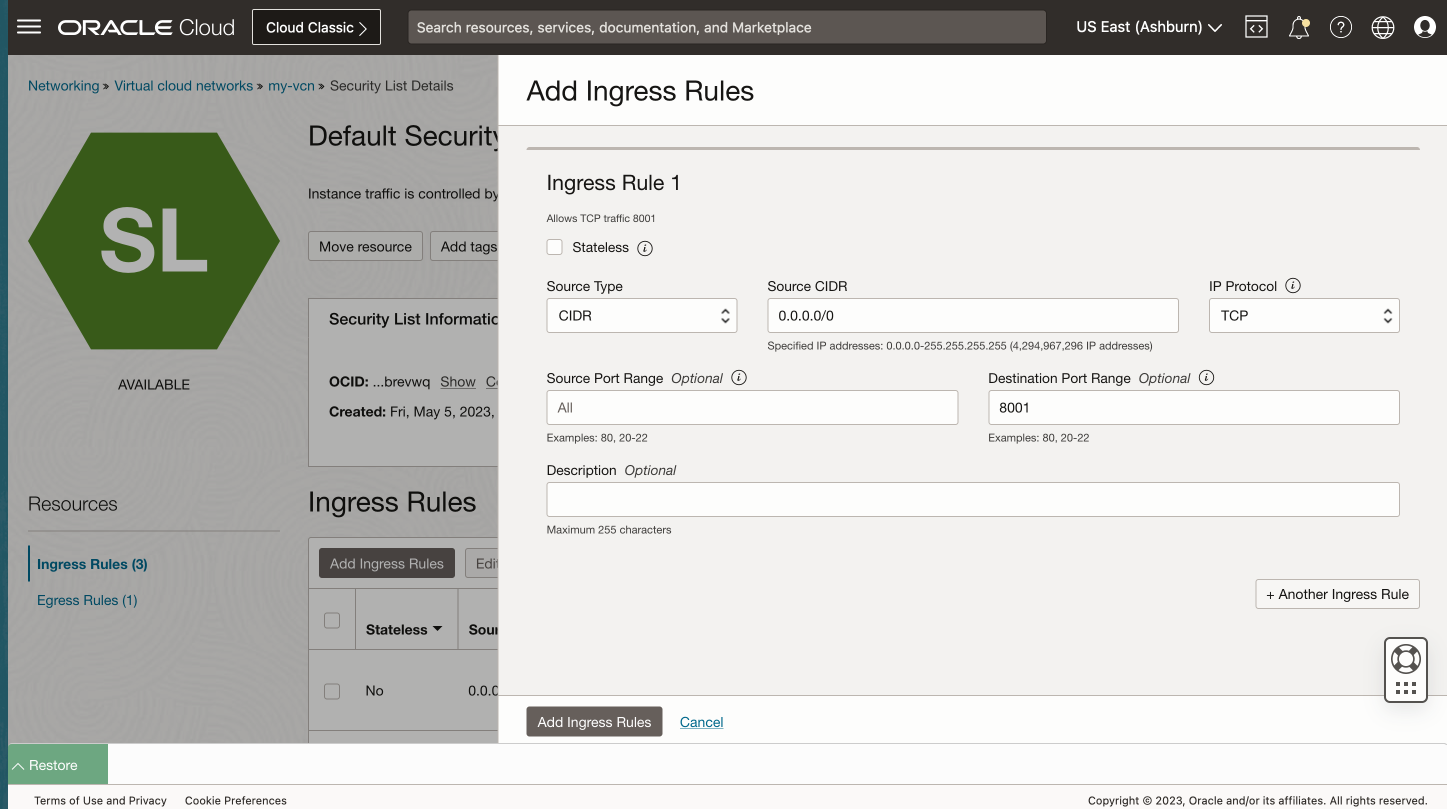 ORACLE Cloud
Cloud Classic
Search resources, services, documentation, and Marketplace
US East (Ashburn)
Networking » Virtual cloud networks » my-vcn » Security List Details
SL
AVAILABLE
Default Security
Instance traffic is controlled by
Move resource
Add tags
Security List Informatio
OCID: ...brevwq Show Co
Created: Fri, May 5, 2023,
Resources
Ingress Rules (3)
Egress Rules (1)
Ingress Rules
Add Ingress Rules
Edit
Stateless
Sour
No
0.0.0
Add Ingress Rules
Ingress Rule 1
Allows TCP traffic 8001
Stateless
Source Type
CIDR
Source CIDR
0.0.0.0/0
Specified IP addresses: 0.0.0.0-255.255.255.255 (4,294,967,296 IP addresses)
IP Protocol
TCP
Source Port Range Optional
All
Examples: 80, 20-22
Destination Port Range Optional
8001
Examples: 80, 20-22
Description Optional
Maximum 255 characters
+ Another Ingress Rule
Add Ingress Rules
Cancel
Restore
Terms of Use and Privacy
Cookie Preferences
Copyright © 2023, Oracle and/or its affiliates. All rights reserved.